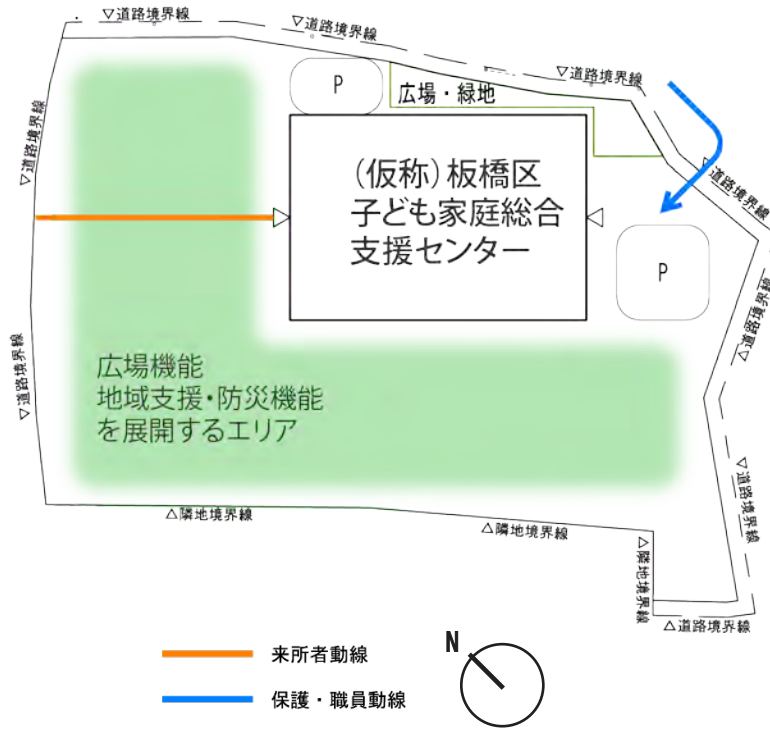 ▽道路境界線
▽道路境界線
▽道路境界線
▽道路境界線
P
広場・緑地
▽道路境界線
(仮称)板橋区
子ども家庭総合
支援センター
P
△道路境界線
▽道路境界線
広場機能
地域支援・防災機能
を展開するエリア
▽道路境界線
△隣地境界線
△隣地境界線
△隣地境界線
△道路境界線
来所者動線
保護・職員動線
N